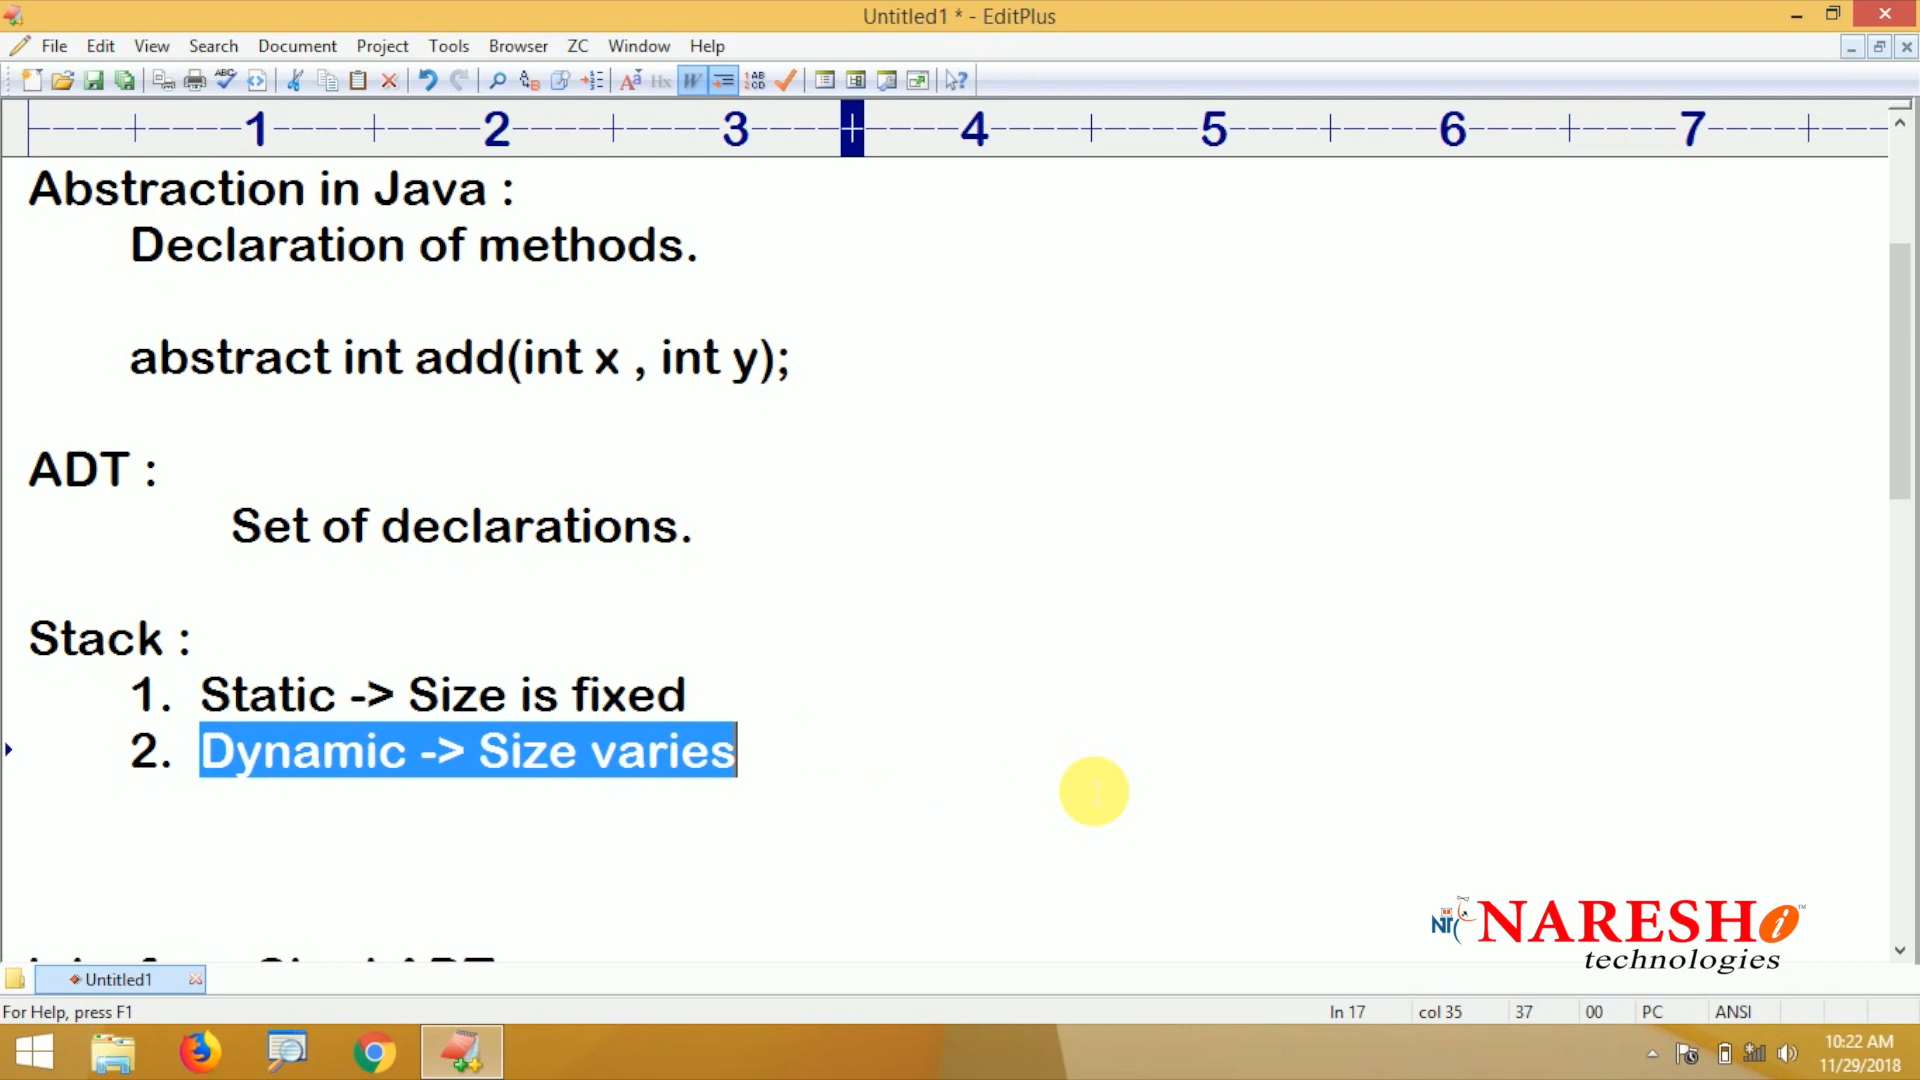 Untitled1 * - EditPlus
File Edit View Search Document Project Tools Browser ZC Window Help
1 2 3 4 5 6 7
Abstraction in Java :
Declaration of methods.
abstract int add(int x , int y);
ADT :
Set of declarations.
Stack :
1. Static -> Size is fixed
2. Dynamic -> Size varies
NARESH i
technologies
Untitled1
For Help, press F1
ln 17
col 35
37
00
PC
ANSI
10:22 AM
11/29/2018